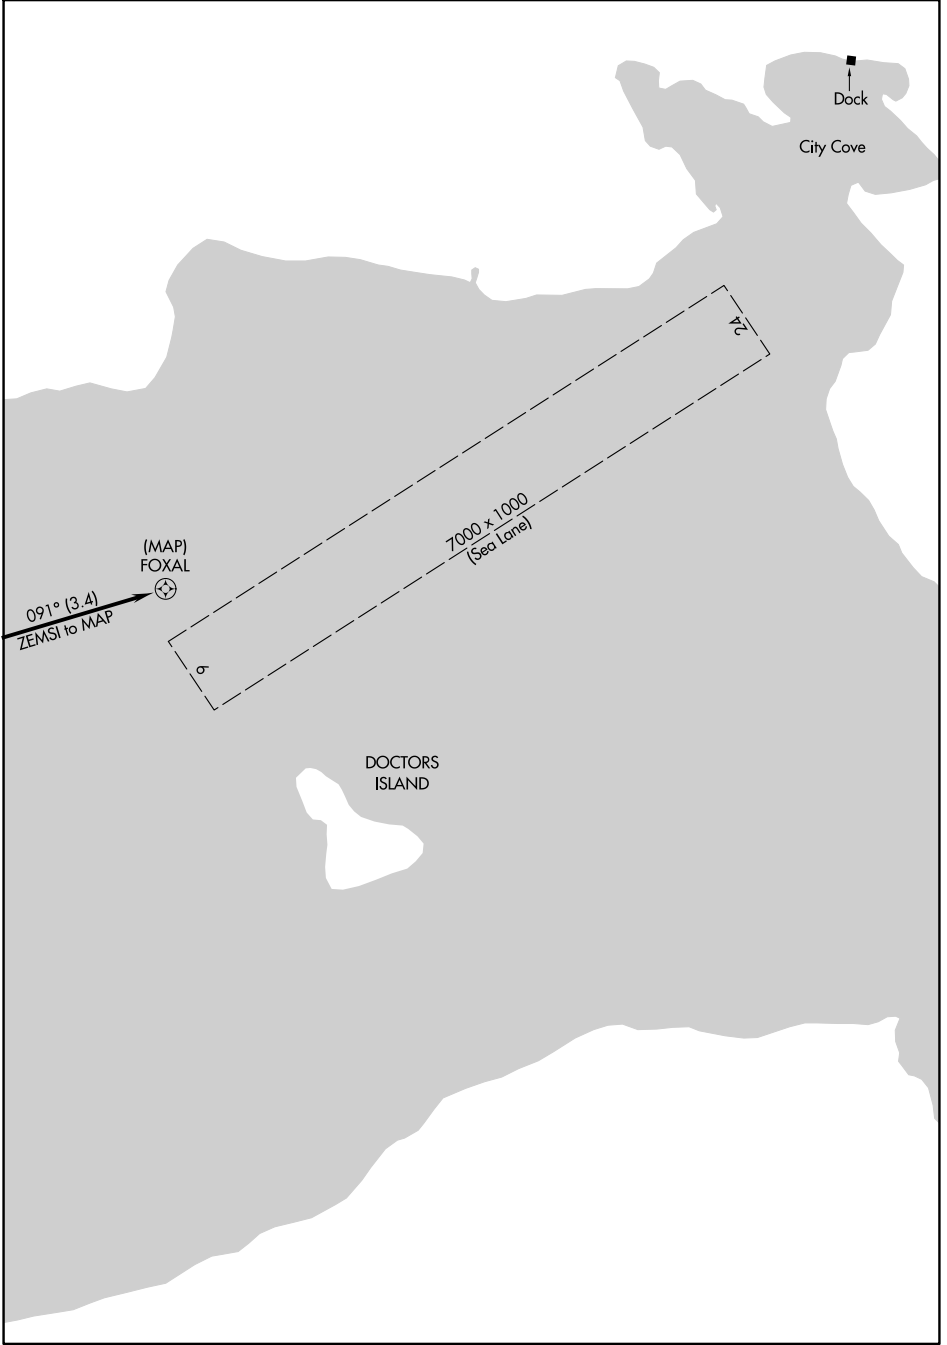 Dock
City Cove
24
7000 x 1000
(Sea Lane)
(MAP)
FOXAL
091° (3.4)
ZEMSI to MAP
6
DOCTORS
ISLAND